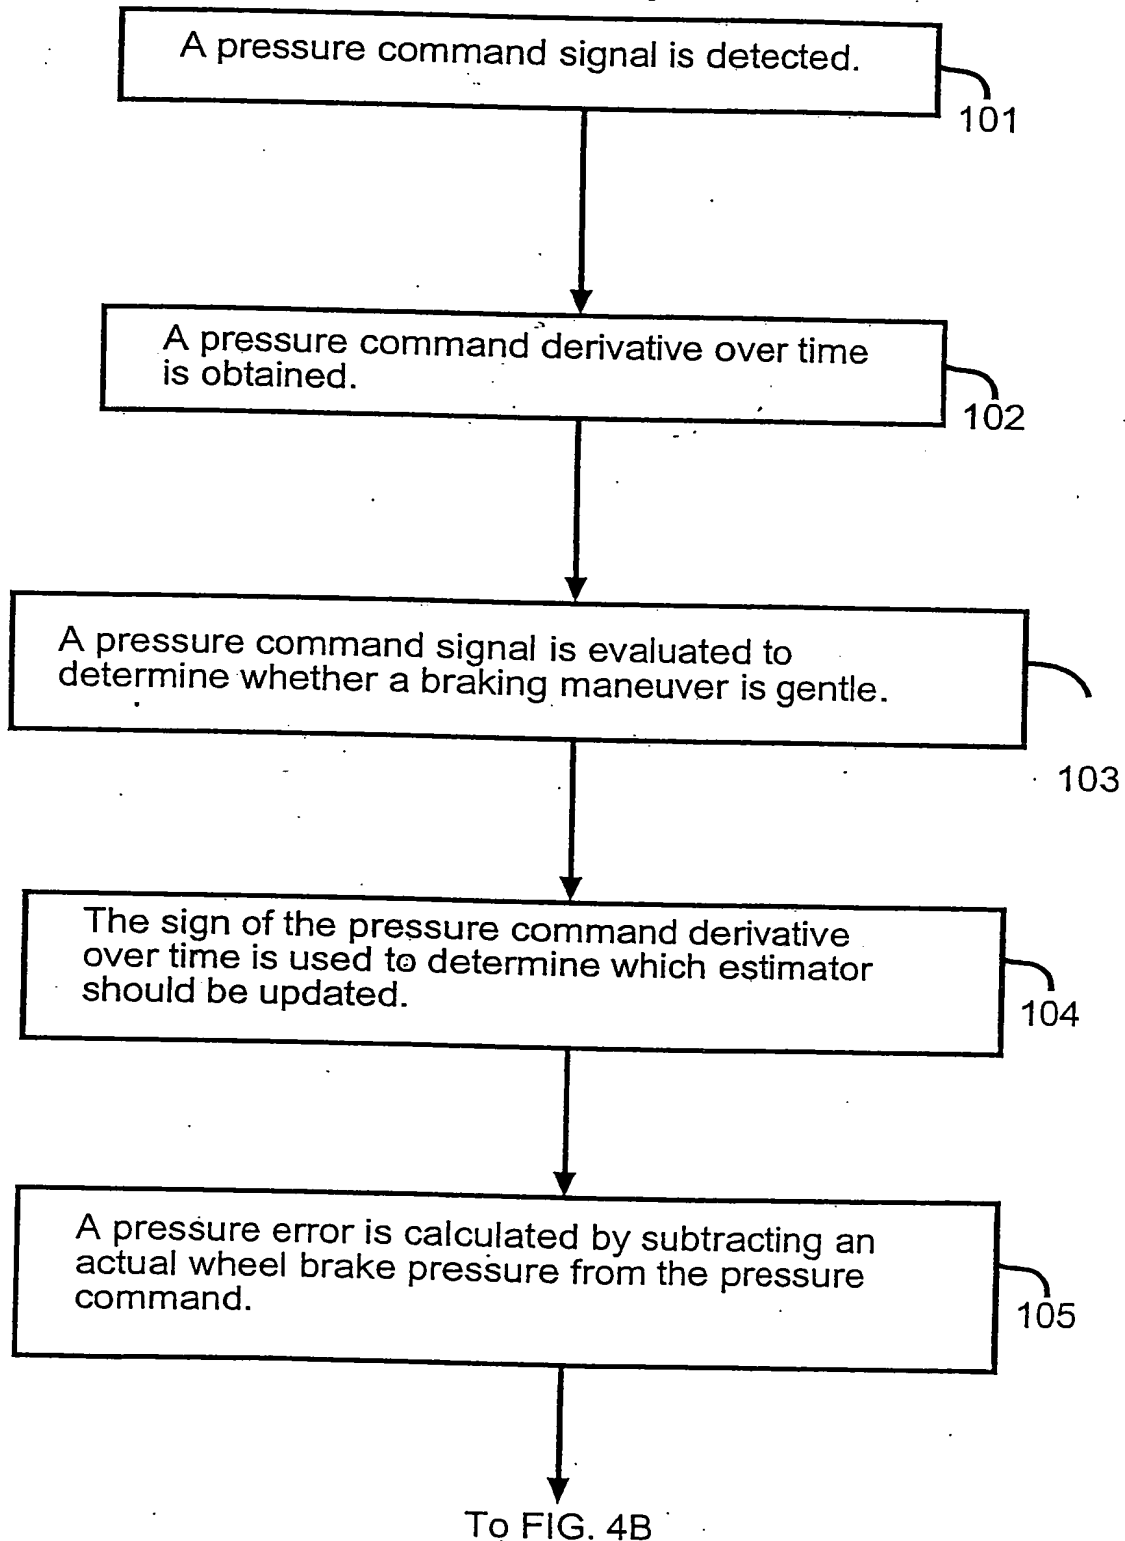 A pressure command signal is detected.
101
A pressure command derivative over time
is obtained.
102
A pressure command signal is evaluated to
determine whether a braking maneuver is gentle.
103
The sign of the pressure command derivative
over time is used to determine which estimator
should be updated.
104
A pressure error is calculated by subtracting an
actual wheel brake pressure from the pressure
command.
105
To FIG. 4B